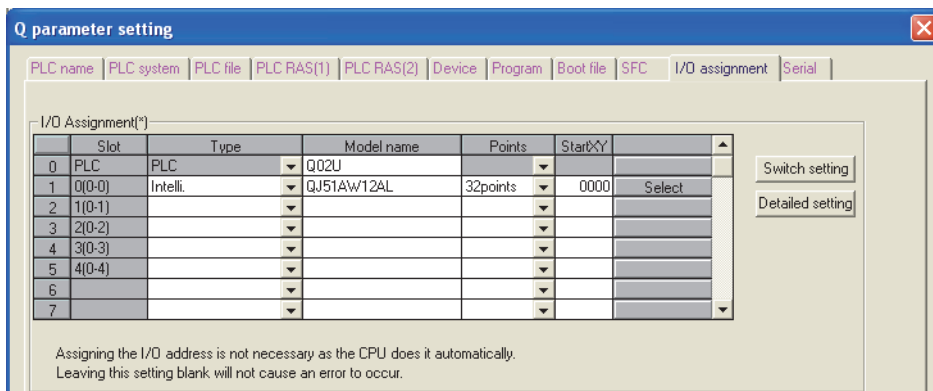 Q parameter setting
PLC name PLC system PLC file PLC RAS(1) PLC RAS(2) Device Program Boot file SFC I/O assignment Serial
I/O Assignment(*)
Slot Type Model name Points StartXY
0 PLC PLC Q02U
1 0(0-0) Intelli. QJ51AW12AL 32points 0000 Select
2 1(0-1)
3 2(0-2)
4 3(0-3)
5 4(0-4)
6
7
Switch setting
Detailed setting
Assigning the I/O address is not necessary as the CPU does it automatically.
Leaving this setting blank will not cause an error to occur.